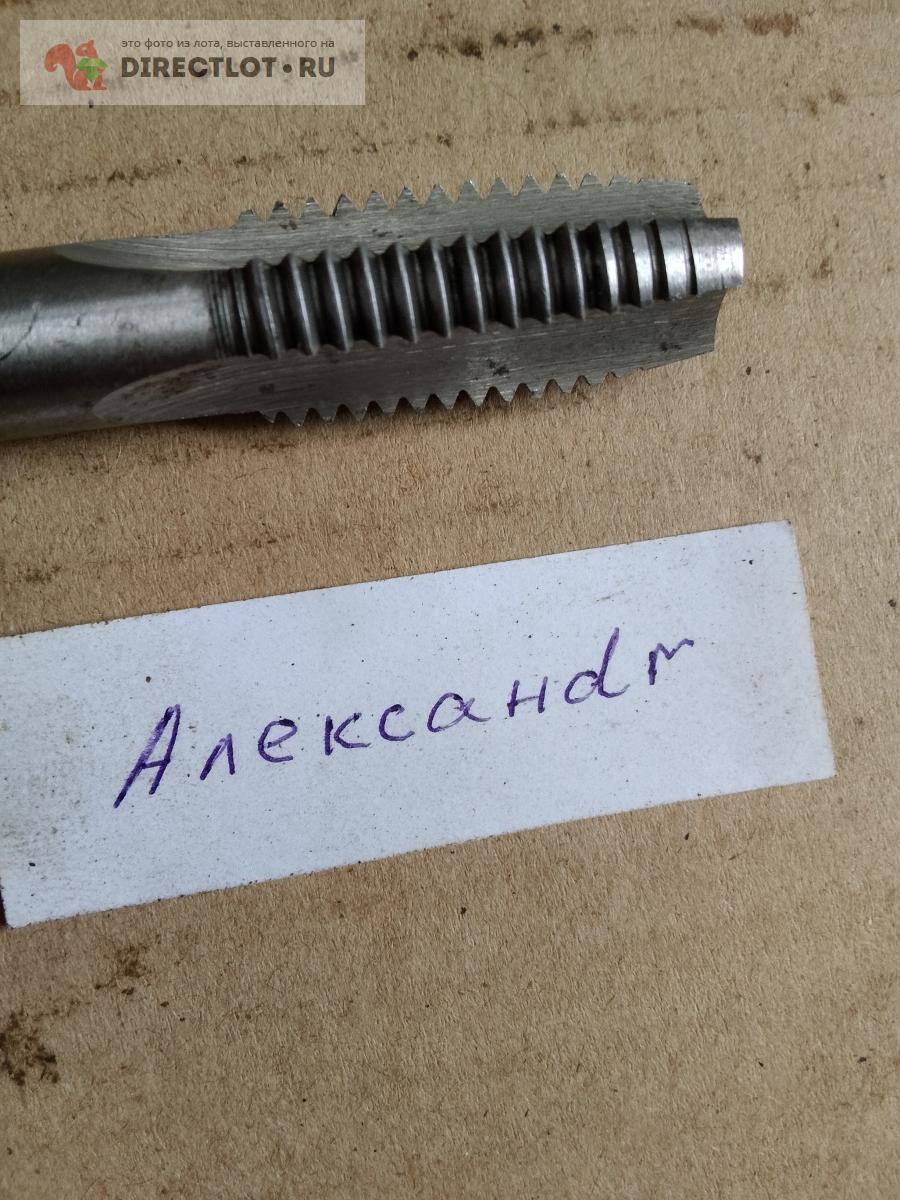 это фото из лота, выставленного на
DIRECTLOT•RU
Александт